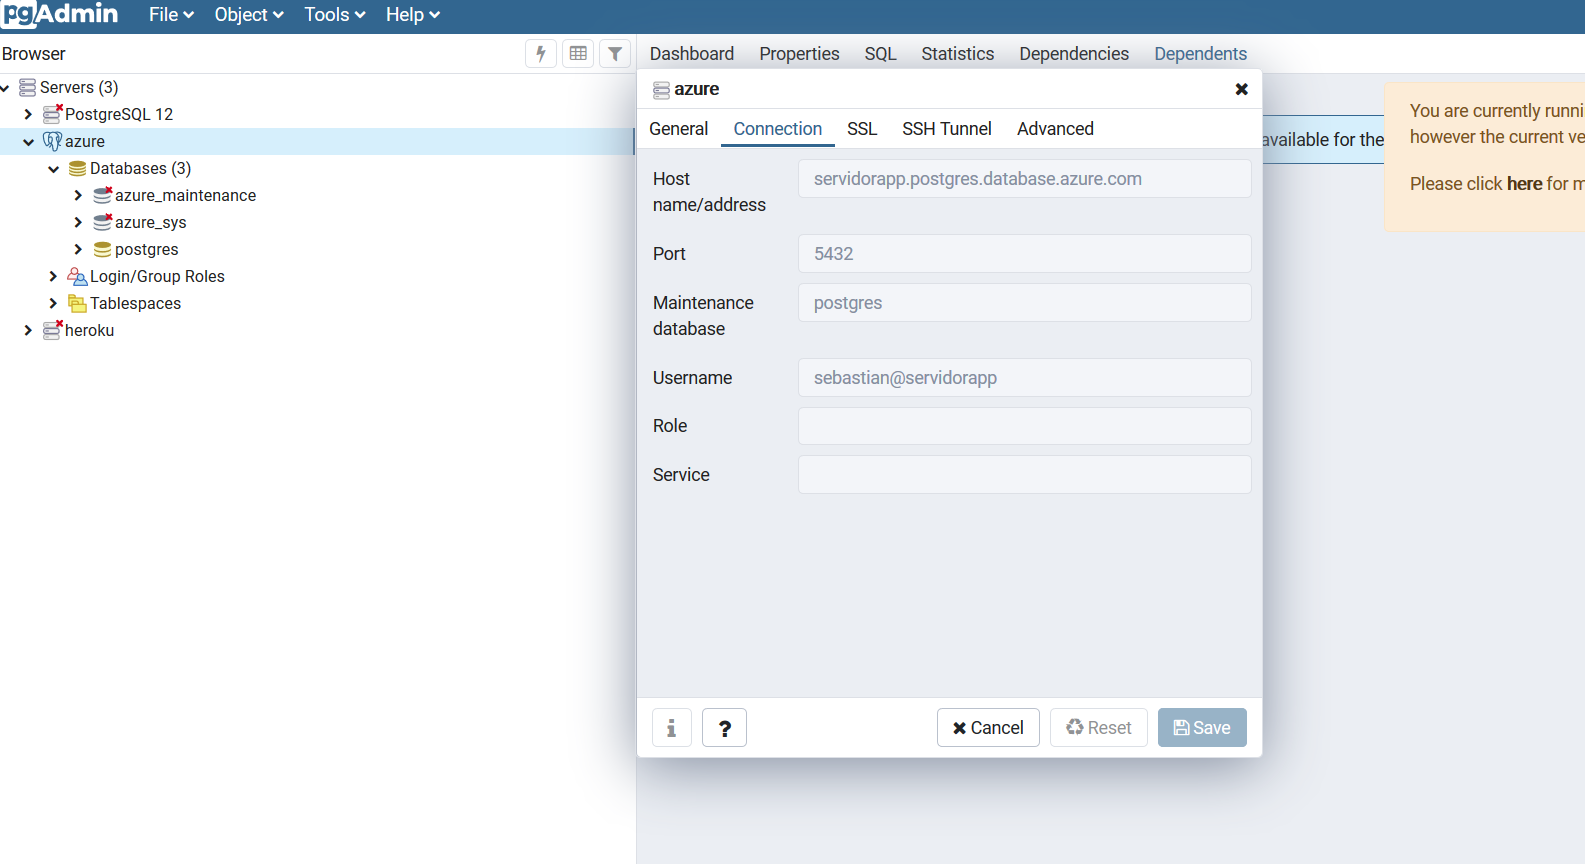 pgAdmin File Object Tools Help
Browser
Dashboard Properties SQL Statistics Dependencies Dependents
Servers (3)
PostgreSQL 12
azure
Databases (3)
azure_maintenance
azure_sys
postgres
Login/Group Roles
Tablespaces
heroku
azure
General Connection SSL SSH Tunnel Advanced
Host
name/address
servidorapp.postgres.database.azure.com
Port
5432
Maintenance
database
postgres
Username
sebastian@servidorapp
Role
Service
? Cancel Reset Save
available for the
You are currently runni
however the current ve
Please click here for m